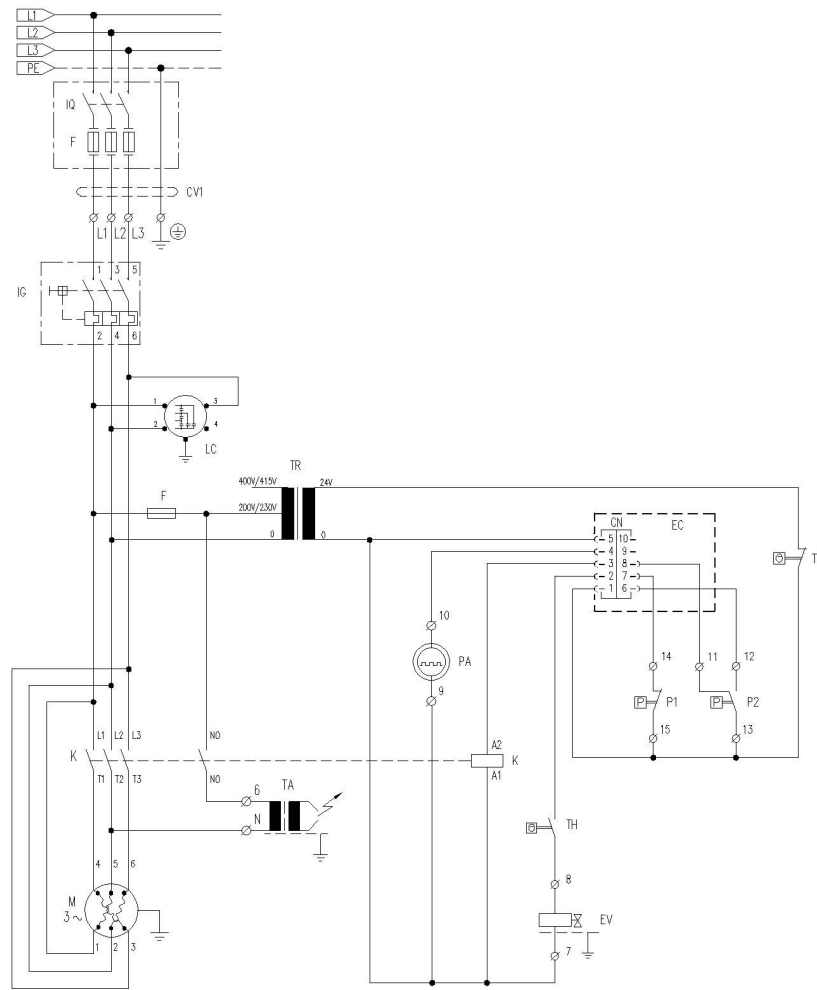 L1
L2
L3
PE
IQ
F
CV1
L1 L2 L3
1 3 5
IG
2 4 6
1 3
2 4
LC
TR
400V/415V 24V
F
200V/230V
0 0
CN EC
5 10
4 9
3 8
2 7
1 6
T
10
PA
9
14 11 12
P P1 P P2
15 13
L1 L2 L3 NO
K
A2
K
A1
T1 T2 T3 NO
TA
6
N
TH
8
4 5 6
M
3~
EV
1 2 3
7